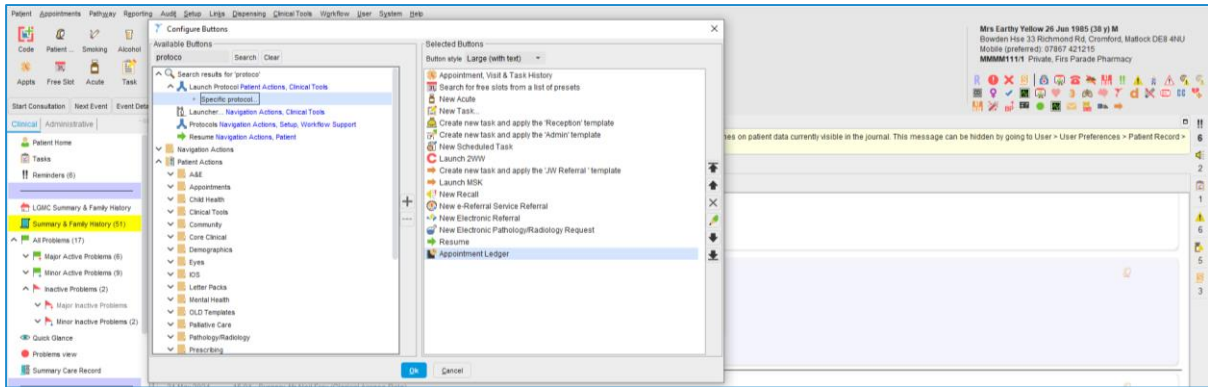 Patient Appointments Pathway Reporting Audit Setup Links Dispensing Clinical Tools Workflow User System Help
Code Patient ... Smoking Alcohol
Appts Free Slot Acute Task
Start Consultation Next Event Event Deta
Clinical Administrative
Patient Home
Tasks
Reminders (6)
LGMC Summary & Family History
Summary & Family History (51)
All Problems (17)
Major Active Problems (6)
Minor Active Problems (9)
Inactive Problems (2)
Major Inactive Problems
Minor Inactive Problems (2)
Quick Glance
Problems view
Summary Care Record
Configure Buttons
Available Buttons
protoco Search Clear
Search results for 'protoco'
Launch Protocol Patient Actions, Clinical Tools
Specific protocol...
Launcher... Navigation Actions, Clinical Tools
Protocols Navigation Actions, Setup, Workflow Support
Resume Navigation Actions, Patient
Navigation Actions
Patient Actions
A&E
Appointments
Child Health
Clinical Tools
Community
Core Clinical
Demographics
Eyes
IOS
Letter Packs
Mental Health
OLD Templates
Palliative Care
Pathology/Radiology
Prescribing
Selected Buttons
Button style Large (with text)
Appointment, Visit & Task History
Search for free slots from a list of presets
New Acute
New Task...
Create new task and apply the 'Reception' template
Create new task and apply the 'Admin' template
New Scheduled Task
Launch 2WW
Create new task and apply the 'JW Referral ' template
Launch MSK
New Recall
New e-Referral Service Referral
New Electronic Referral
New Electronic Pathology/Radiology Request
Resume
Appointment Ledger
Ok Cancel
Mrs Earthy Yellow 26 Jun 1985 (38 y) M
Bowden Hse 33 Richmond Rd, Cromford, Matlock DE8 4NU
Mobile (preferred): 07867 421215
MMMM111/1 Private, Firs Parade Pharmacy
es on patient data currently visible in the journal. This message can be hidden by going to User > User Preferences > Patient Record >
6
2
1
6
5
3